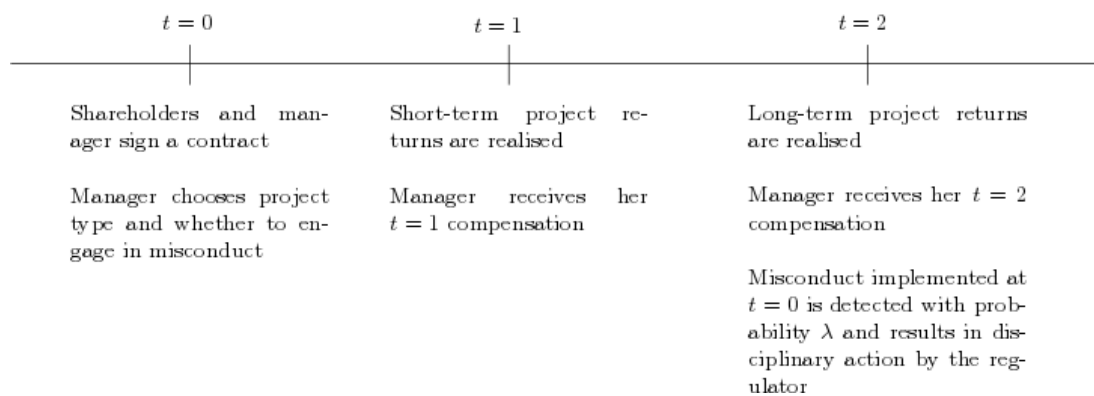 t = 0
t = 1
t = 2
Shareholders and man-
ager sign a contract
Manager chooses project
type and whether to en-
gage in misconduct
Short-term project re-
turns are realised
Manager receives her
t = 1 compensation
Long-term project returns
are realised
Manager receives her t = 2
compensation
Misconduct implemented at
t = 0 is detected with prob-
ability λ and results in dis-
ciplinary action by the reg-
ulator